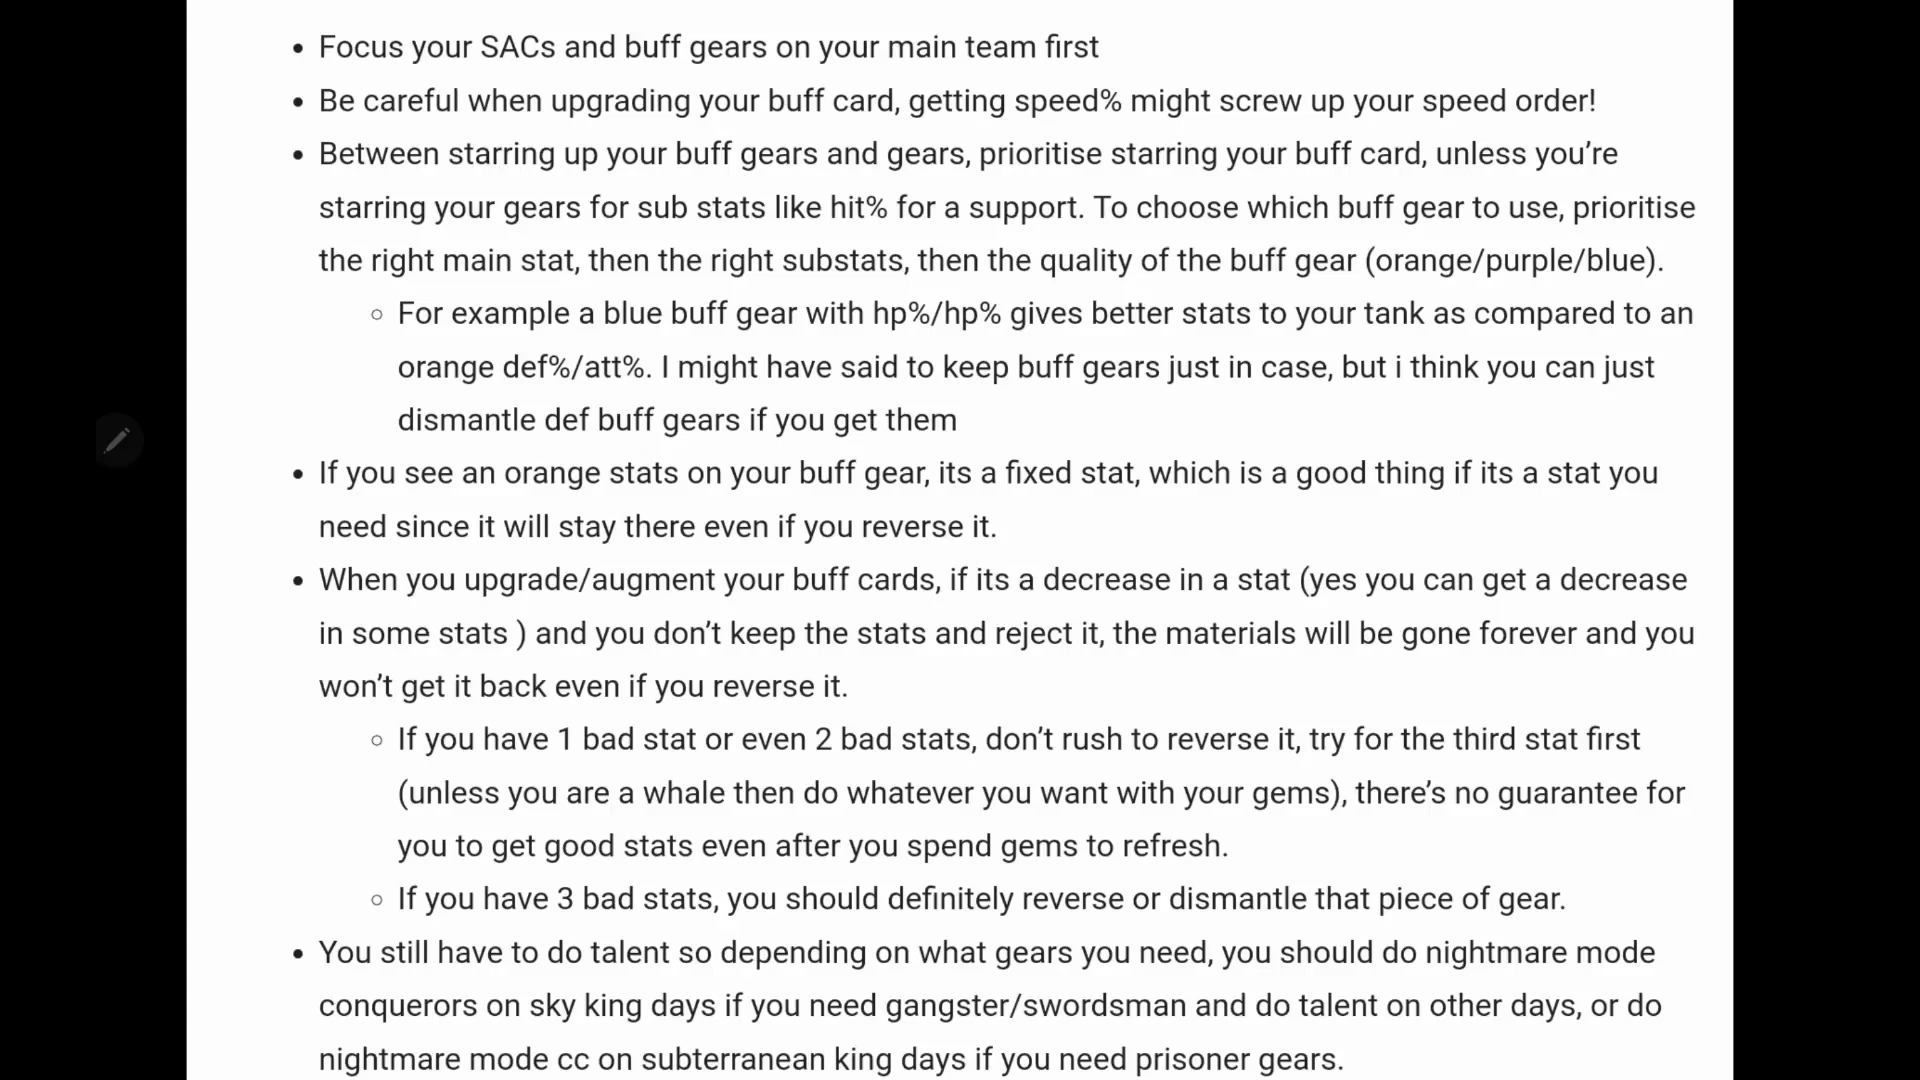 • Focus your SACs and buff gears on your main team first
• Be careful when upgrading your buff card, getting speed% might screw up your speed order!
• Between starring up your buff gears and gears, prioritise starring your buff card, unless you’re
starring your gears for sub stats like hit% for a support. To choose which buff gear to use, prioritise
the right main stat, then the right substats, then the quality of the buff gear (orange/purple/blue).
◦ For example a blue buff gear with hp%/hp% gives better stats to your tank as compared to an
orange def%/att%. I might have said to keep buff gears just in case, but i think you can just
dismantle def buff gears if you get them
• If you see an orange stats on your buff gear, its a fixed stat, which is a good thing if its a stat you
need since it will stay there even if you reverse it.
• When you upgrade/augment your buff cards, if its a decrease in a stat (yes you can get a decrease
in some stats ) and you don’t keep the stats and reject it, the materials will be gone forever and you
won’t get it back even if you reverse it.
◦ If you have 1 bad stat or even 2 bad stats, don’t rush to reverse it, try for the third stat first
(unless you are a whale then do whatever you want with your gems), there’s no guarantee for
you to get good stats even after you spend gems to refresh.
◦ If you have 3 bad stats, you should definitely reverse or dismantle that piece of gear.
• You still have to do talent so depending on what gears you need, you should do nightmare mode
conquerors on sky king days if you need gangster/swordsman and do talent on other days, or do
nightmare mode cc on subterranean king days if you need prisoner gears.